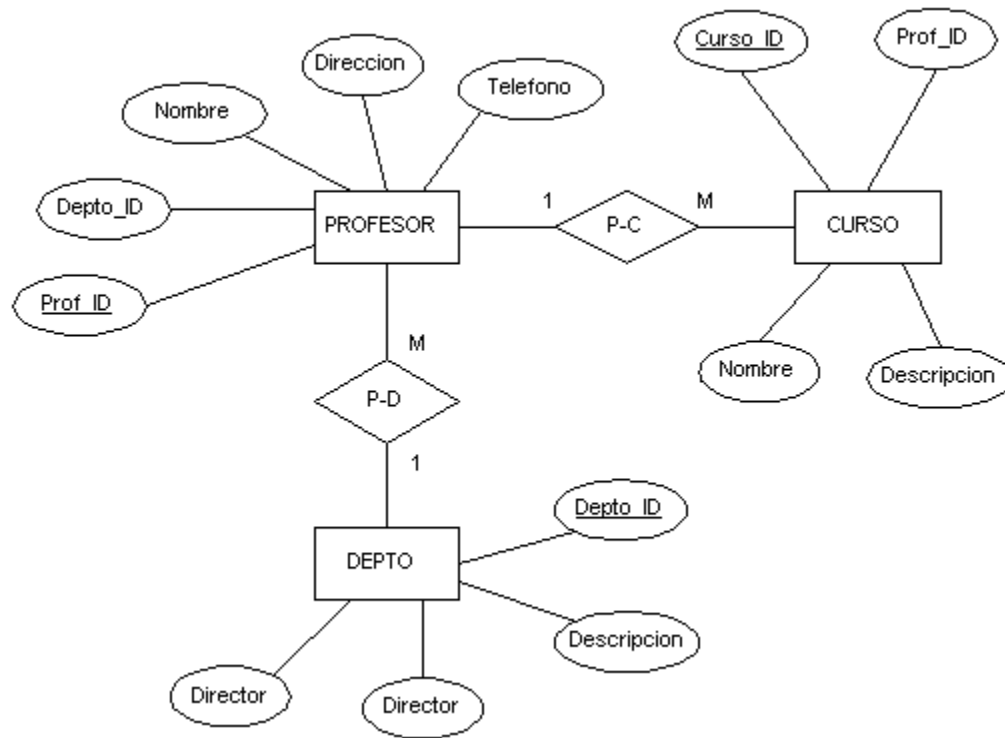 Curso_ID
Prof_ID
Direccion
Telefono
Nombre
Depto_ID
PROFESOR
1
P-C
M
CURSO
Prof_ID
M
Nombre
Descripcion
P-D
1
Depto_ID
DEPTO
Descripcion
Director
Director